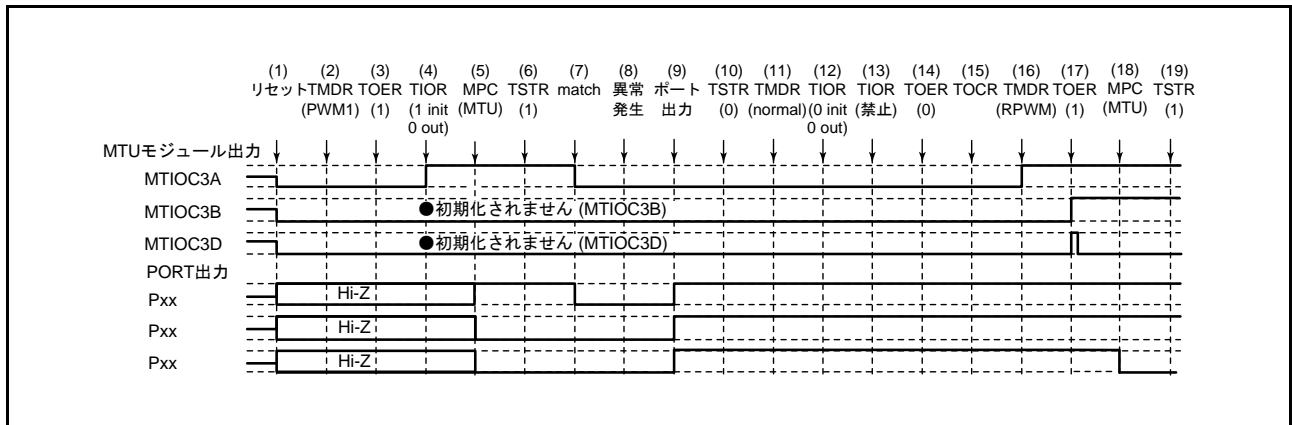 (1) (2) (3) (4) (5) (6) (7) (8) (9) (10) (11) (12) (13) (14) (15) (16) (17) (18) (19)
リセット TMDR TOER TIOR MPC TSTR match 異常 ポート TSTR TMDR TIOR TIOR TOER TOCR TMDR TOER MPC TSTR
(PWM1) (1) (1 init (MTU) (1) 発生 出力 (0) (normal) (0 init (禁止) (0) (RPWM) (1) (MTU) (1)
0 out) 0 out)
MTUモジュール出力
MTIOC3A
MTIOC3B ●初期化されません (MTIOC3B)
MTIOC3D ●初期化されません (MTIOC3D)
PORT出力
Pxx Hi-Z
Pxx Hi-Z
Pxx Hi-Z